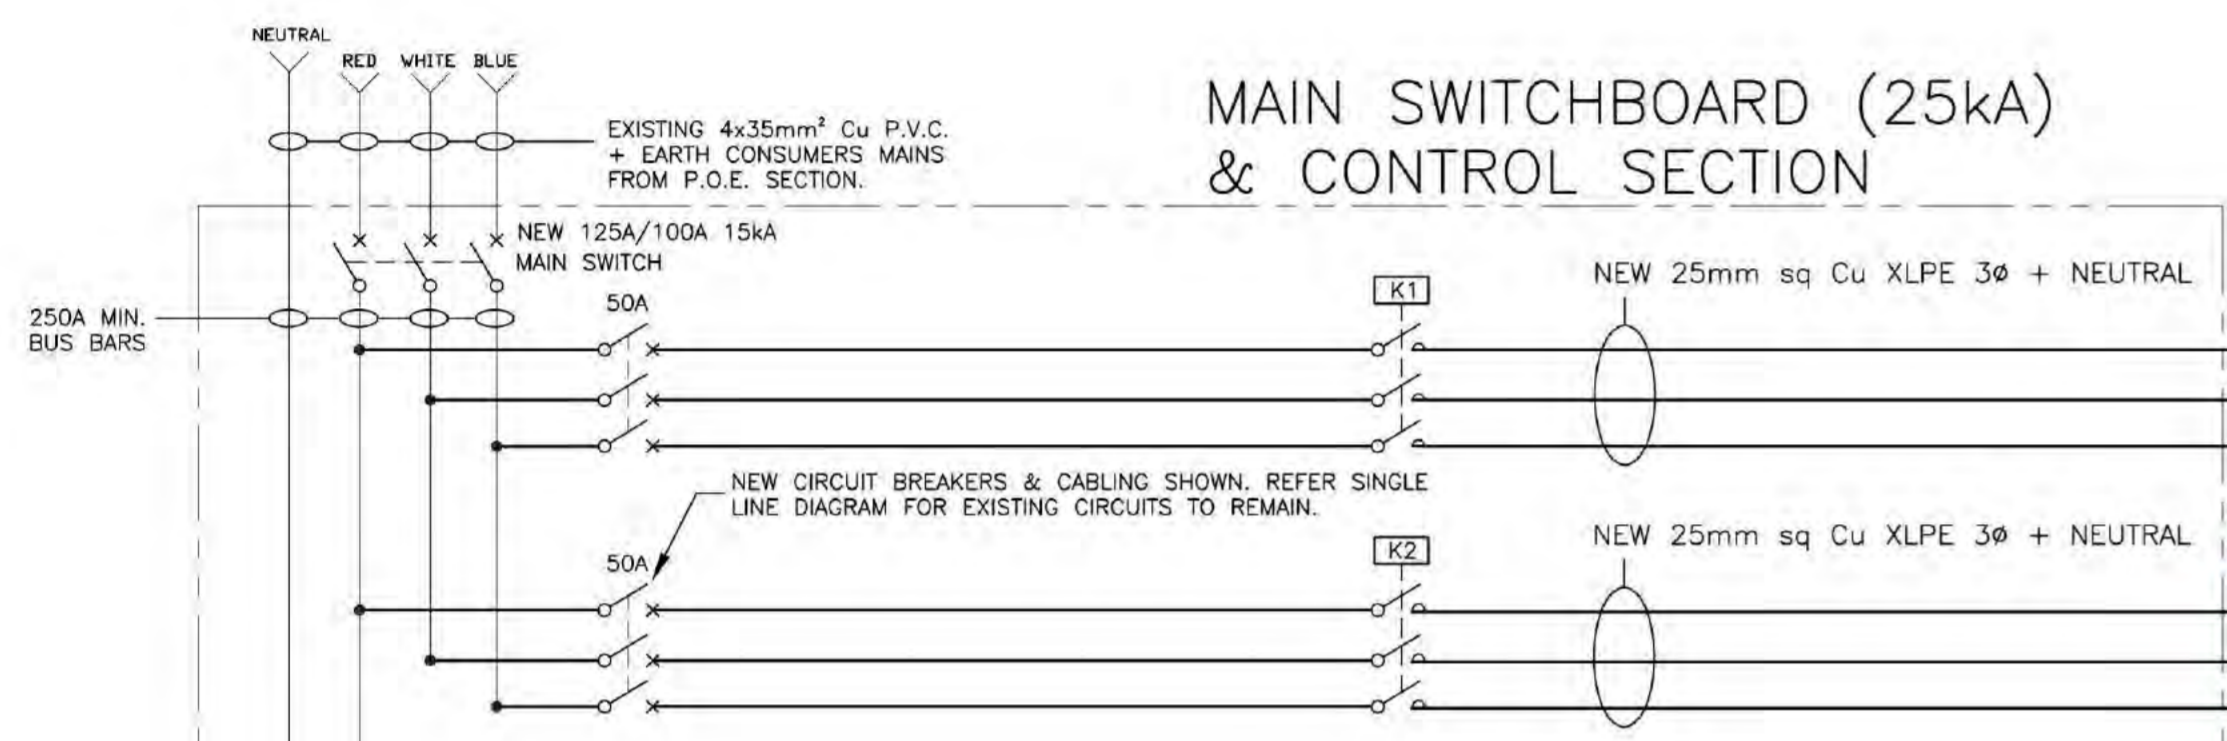 NEUTRAL
RED WHITE BLUE
EXISTING 4x35mm² Cu P.V.C.
+ EARTH CONSUMERS MAINS
FROM P.O.E. SECTION.
MAIN SWITCHBOARD (25kA)
& CONTROL SECTION
NEW 125A/100A 15kA
MAIN SWITCH
250A MIN.
BUS BARS
50A
K1
NEW 25mm sq Cu XLPE 3ø + NEUTRAL
NEW CIRCUIT BREAKERS & CABLING SHOWN. REFER SINGLE
LINE DIAGRAM FOR EXISTING CIRCUITS TO REMAIN.
50A
K2
NEW 25mm sq Cu XLPE 3ø + NEUTRAL